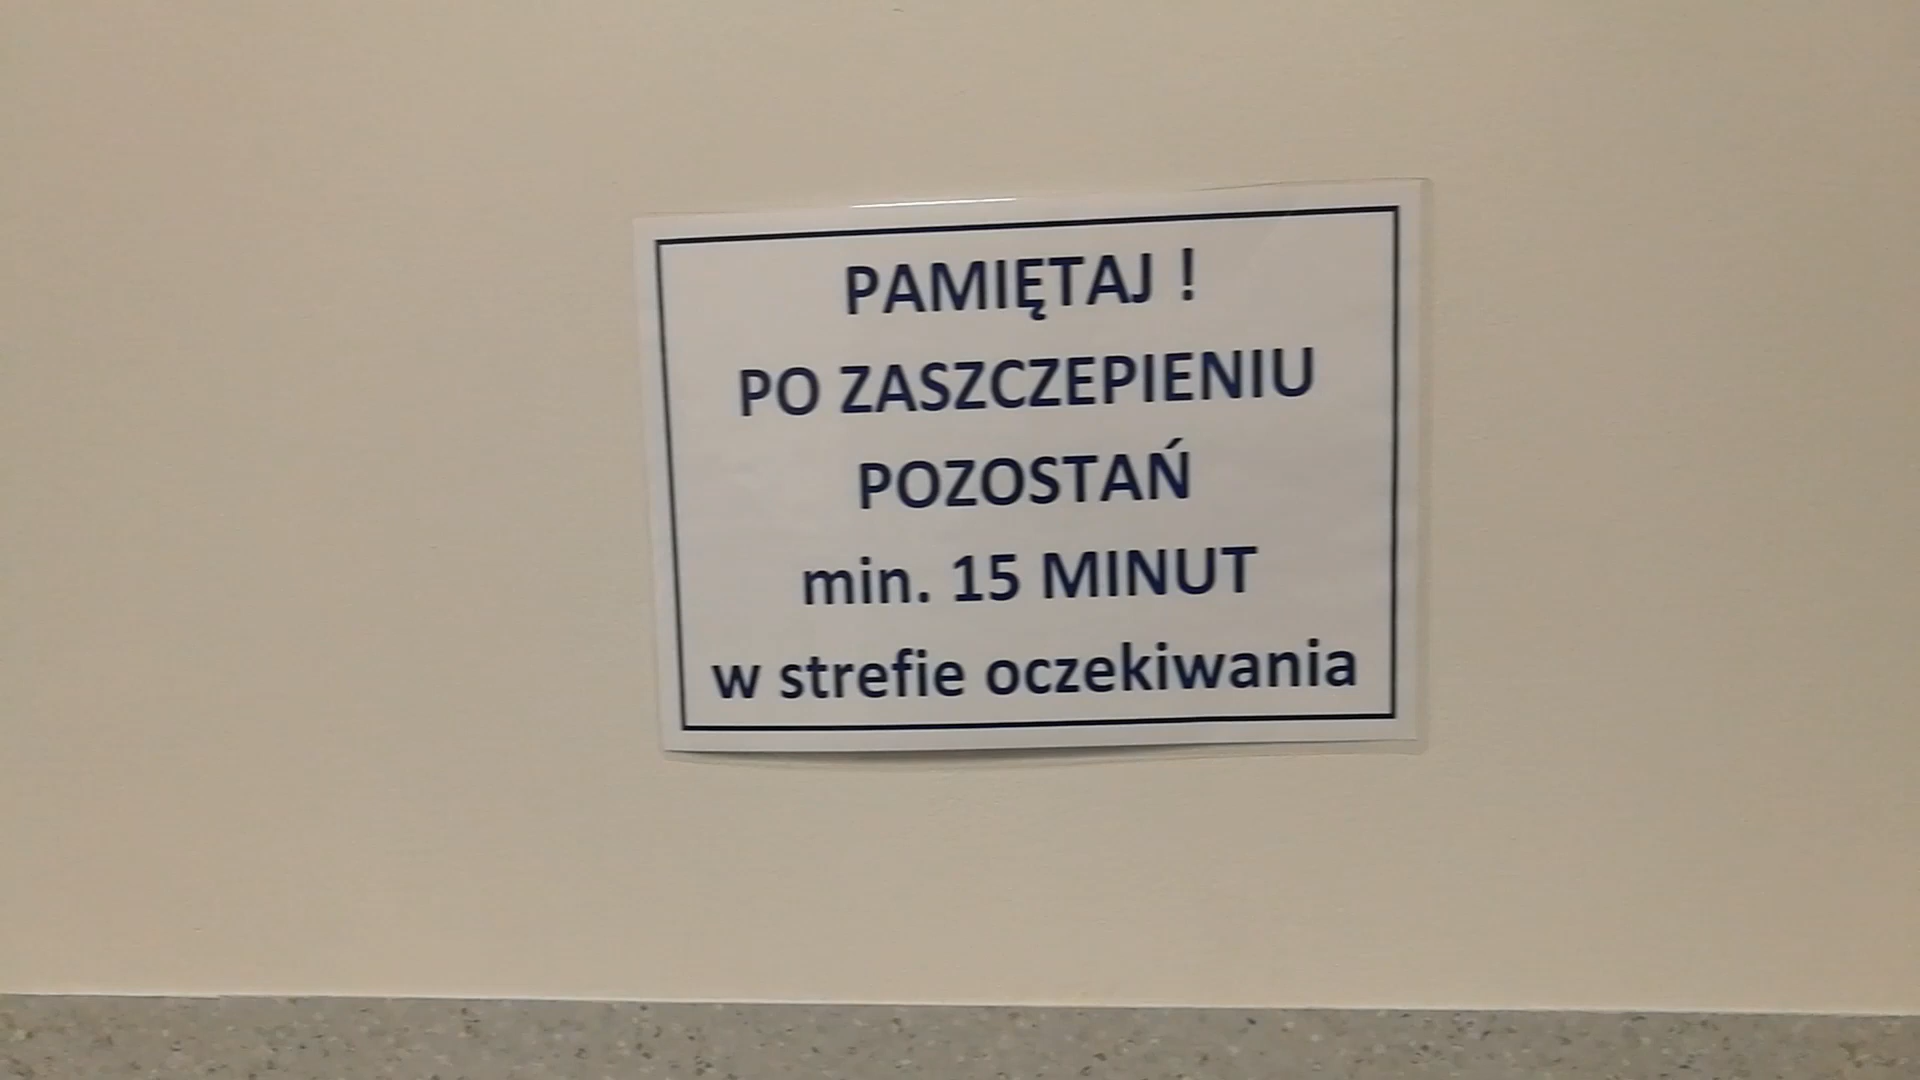 PAMIĘTAJ !
PO ZASZCZEPIENIU
POZOSTAŃ
min. 15 MINUT
w strefie oczekiwania